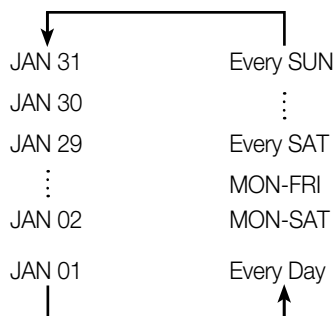 JAN 31
JAN 30
JAN 29
JAN 02
JAN 01
Every SUN
Every SAT
MON-FRI
MON-SAT
Every Day